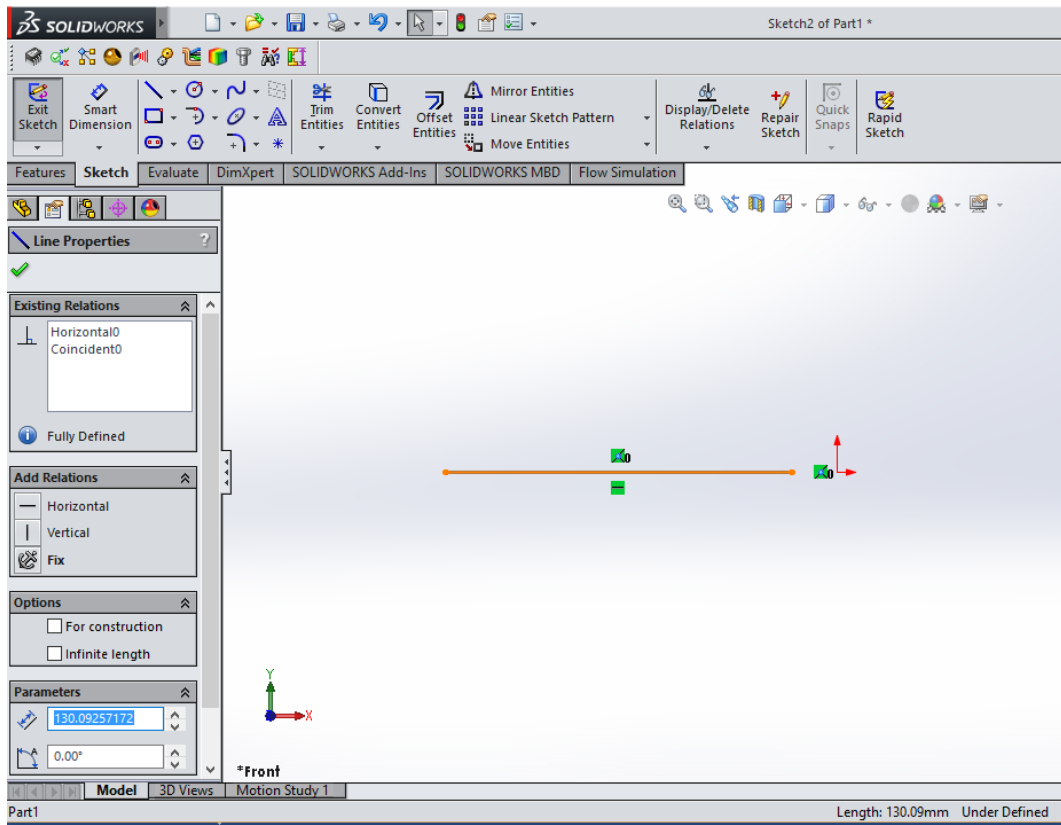 SOLIDWORKS
Sketch2 of Part1 *
Exit Sketch
Smart Dimension
Trim Entities
Convert Entities
Offset Entities
Mirror Entities
Linear Sketch Pattern
Move Entities
Display/Delete Relations
Repair Sketch
Quick Snaps
Rapid Sketch
Features Sketch Evaluate DimXpert SOLIDWORKS Add-Ins SOLIDWORKS MBD Flow Simulation
Line Properties ?
Existing Relations
Horizontal0
Coincident0
Fully Defined
Add Relations
Horizontal
Vertical
Fix
Options
For construction
Infinite length
Parameters
130.09257172
A
0.00°
0
0
Y
X
*Front
Model 3D Views Motion Study 1
Part1
Length: 130.09mm Under Defined